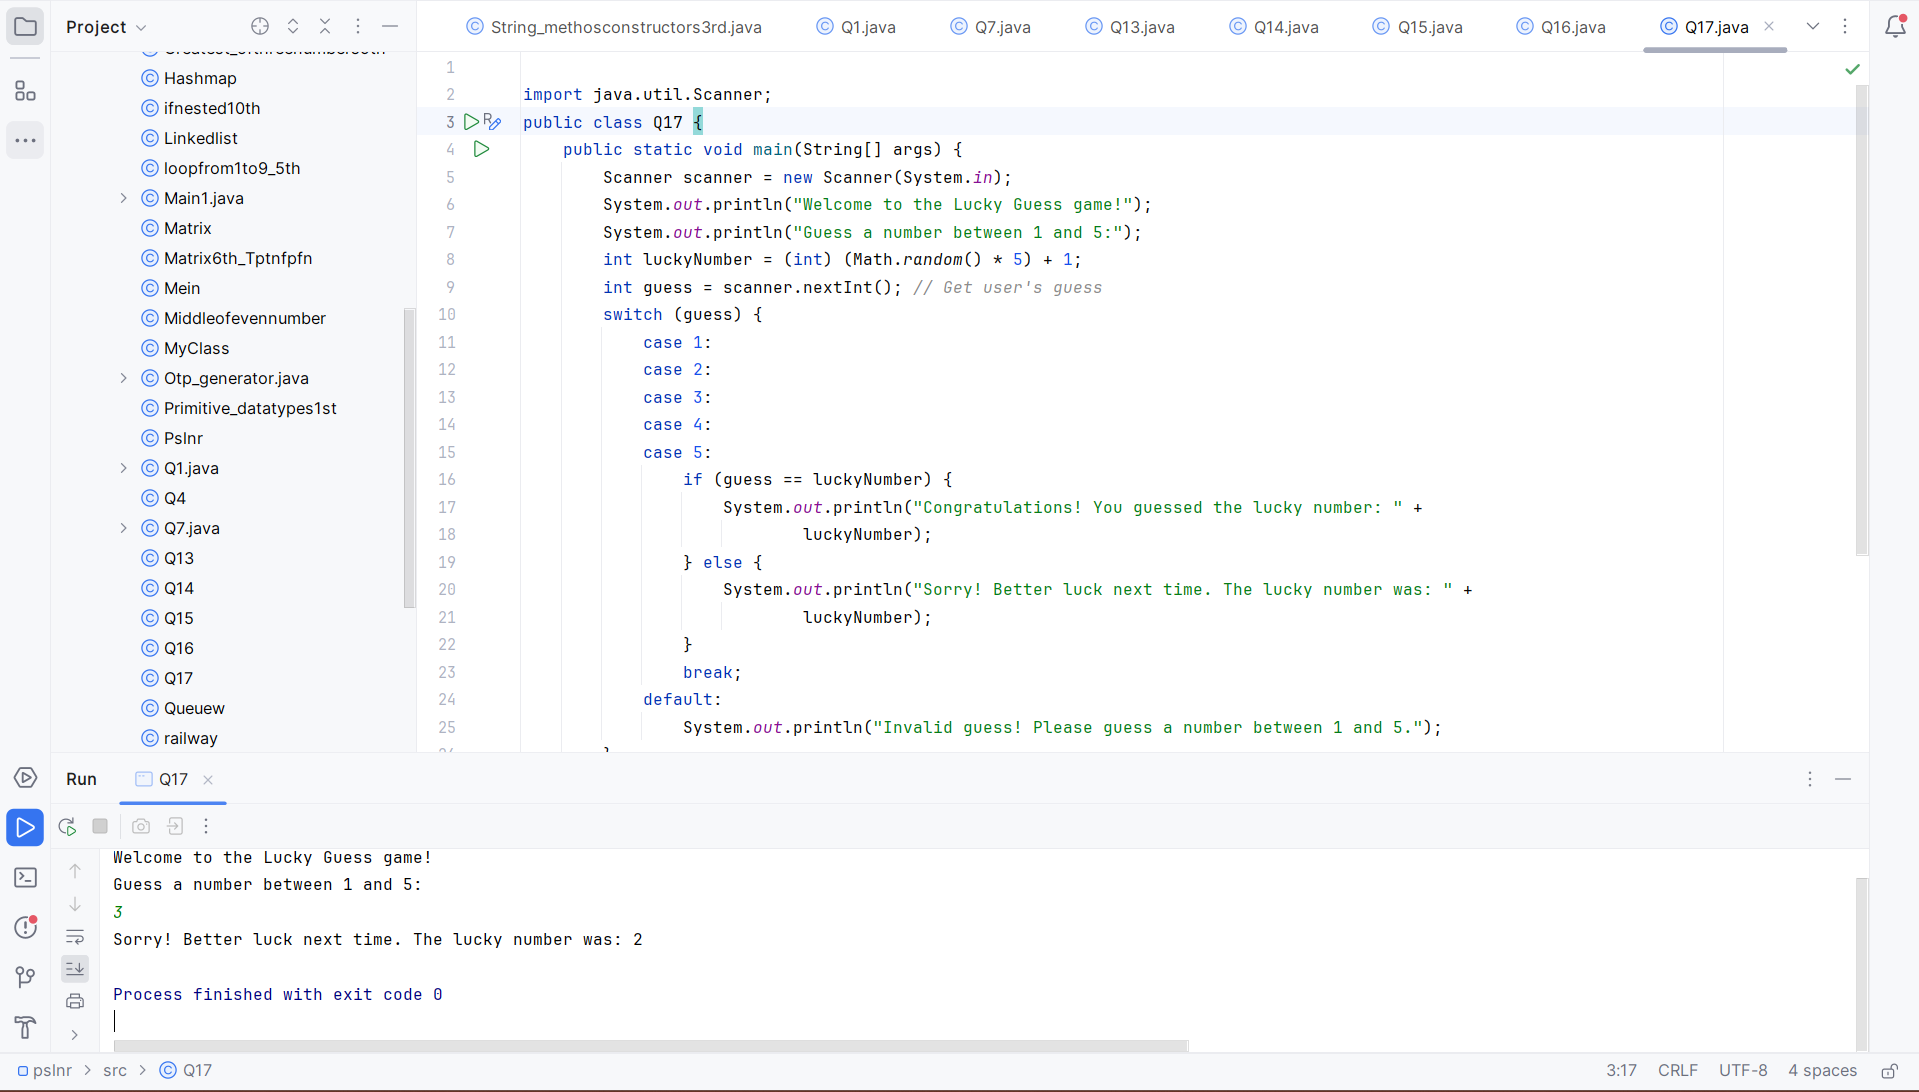 Project
String_methosconstructors3rd.java
Q1.java
Q7.java
Q13.java
Q14.java
Q15.java
Q16.java
Q17.java
Hashmap
ifnested10th
Linkedlist
loopfrom1to9_5th
Main1.java
Matrix
Matrix6th_Tptnfpfn
Mein
Middleofevennumber
MyClass
Otp_generator.java
Primitive_datatypes1st
Pslnr
Q1.java
Q4
Q7.java
Q13
Q14
Q15
Q16
Q17
Queuew
railway
1
2 import java.util.Scanner;
3 public class Q17 {
4 public static void main(String[] args) {
5 Scanner scanner = new Scanner(System.in);
6 System.out.println("Welcome to the Lucky Guess game!");
7 System.out.println("Guess a number between 1 and 5:");
8 int luckyNumber = (int) (Math.random() * 5) + 1;
9 int guess = scanner.nextInt(); // Get user's guess
10 switch (guess) {
11 case 1:
12 case 2:
13 case 3:
14 case 4:
15 case 5:
16 if (guess == luckyNumber) {
17 System.out.println("Congratulations! You guessed the lucky number: " +
18 luckyNumber);
19 } else {
20 System.out.println("Sorry! Better luck next time. The lucky number was: " +
21 luckyNumber);
22 }
23 break;
24 default:
25 System.out.println("Invalid guess! Please guess a number between 1 and 5.");
Run
Q17
Welcome to the Lucky Guess game!
Guess a number between 1 and 5:
3
Sorry! Better luck next time. The lucky number was: 2
Process finished with exit code 0
pslnr > src > Q17
3:17 CRLF UTF-8 4 spaces